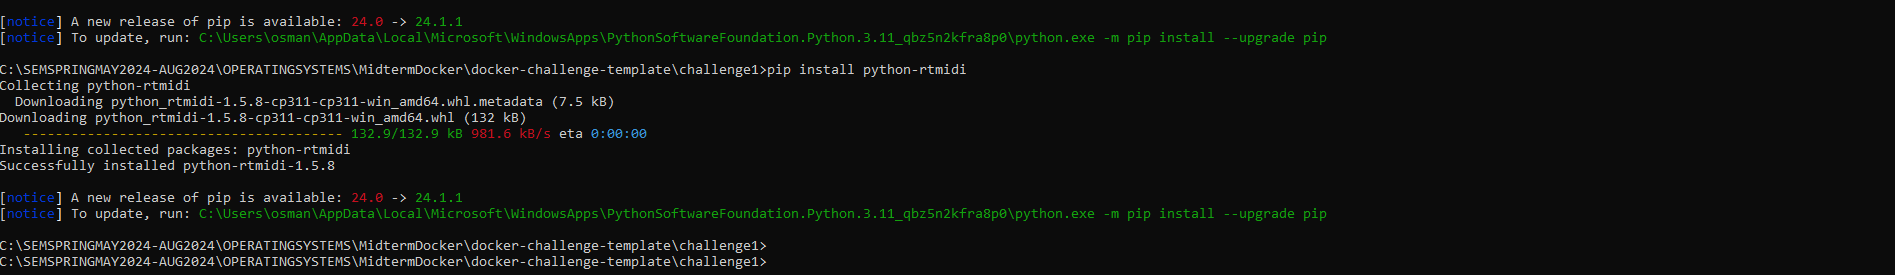 [notice] A new release of pip is available: 24.0 -> 24.1.1
[notice] To update, run: C:\Users\osman\AppData\Local\Microsoft\WindowsApps\PythonSoftwareFoundation.Python.3.11_qbz5n2kfra8p0\python.exe -m pip install --upgrade pip
C:\SEMSPRINGMAY2024-AUG2024\OPERATINGSYSTEMS\MidtermDocker\docker-challenge-template\challenge1>pip install python-rtmidi
Collecting python-rtmidi
  Downloading python_rtmidi-1.5.8-cp311-cp311-win_amd64.whl.metadata (7.5 kB)
Downloading python_rtmidi-1.5.8-cp311-cp311-win_amd64.whl (132 kB)
   ---------------------------------------- 132.9/132.9 kB 981.6 kB/s eta 0:00:00
Installing collected packages: python-rtmidi
Successfully installed python-rtmidi-1.5.8
[notice] A new release of pip is available: 24.0 -> 24.1.1
[notice] To update, run: C:\Users\osman\AppData\Local\Microsoft\WindowsApps\PythonSoftwareFoundation.Python.3.11_qbz5n2kfra8p0\python.exe -m pip install --upgrade pip
C:\SEMSPRINGMAY2024-AUG2024\OPERATINGSYSTEMS\MidtermDocker\docker-challenge-template\challenge1>
C:\SEMSPRINGMAY2024-AUG2024\OPERATINGSYSTEMS\MidtermDocker\docker-challenge-template\challenge1>